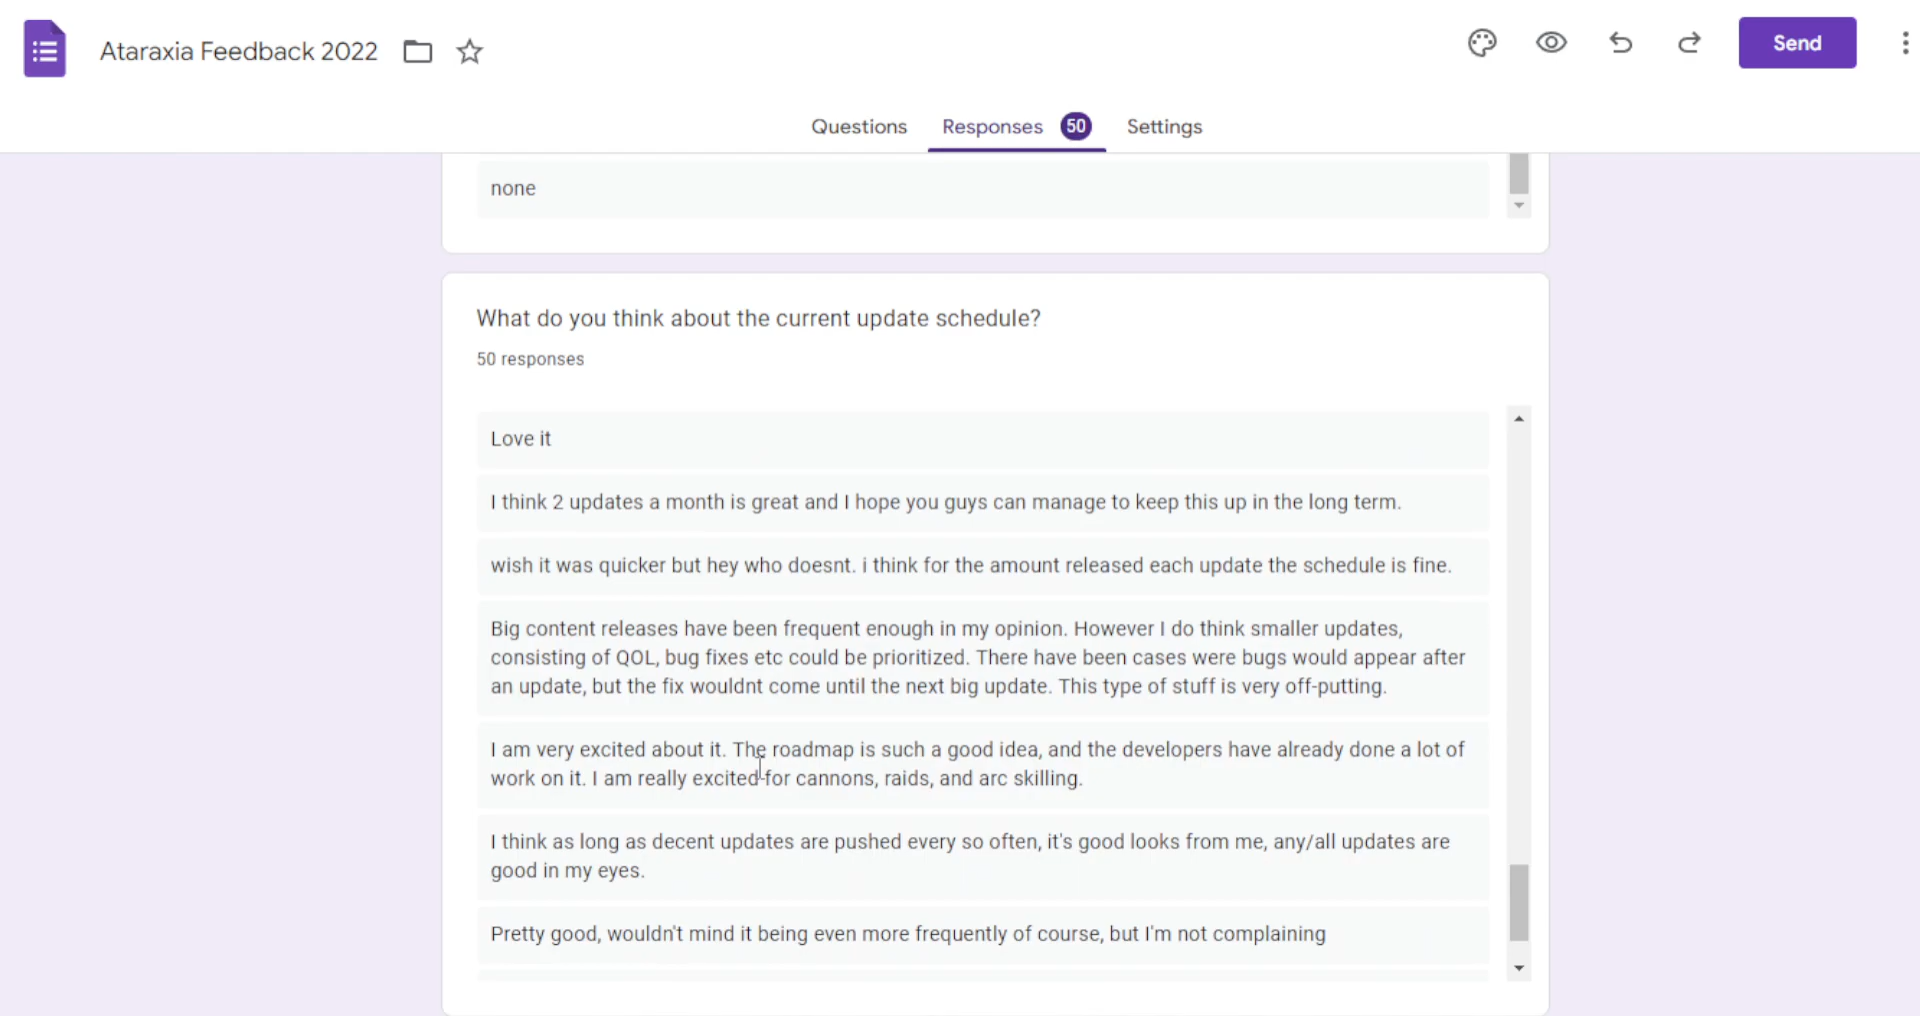 Ataraxia Feedback 2022
Send
Questions
Responses 50
Settings
none
What do you think about the current update schedule?
50 responses
Love it
I think 2 updates a month is great and I hope you guys can manage to keep this up in the long term.
wish it was quicker but hey who doesnt. i think for the amount released each update the schedule is fine.
Big content releases have been frequent enough in my opinion. However I do think smaller updates,
consisting of QOL, bug fixes etc could be prioritized. There have been cases were bugs would appear after
an update, but the fix wouldnt come until the next big update. This type of stuff is very off-putting.
I am very excited about it. The roadmap is such a good idea, and the developers have already done a lot of
work on it. I am really excited for cannons, raids, and arc skilling.
I think as long as decent updates are pushed every so often, it's good looks from me, any/all updates are
good in my eyes.
Pretty good, wouldn't mind it being even more frequently of course, but I'm not complaining